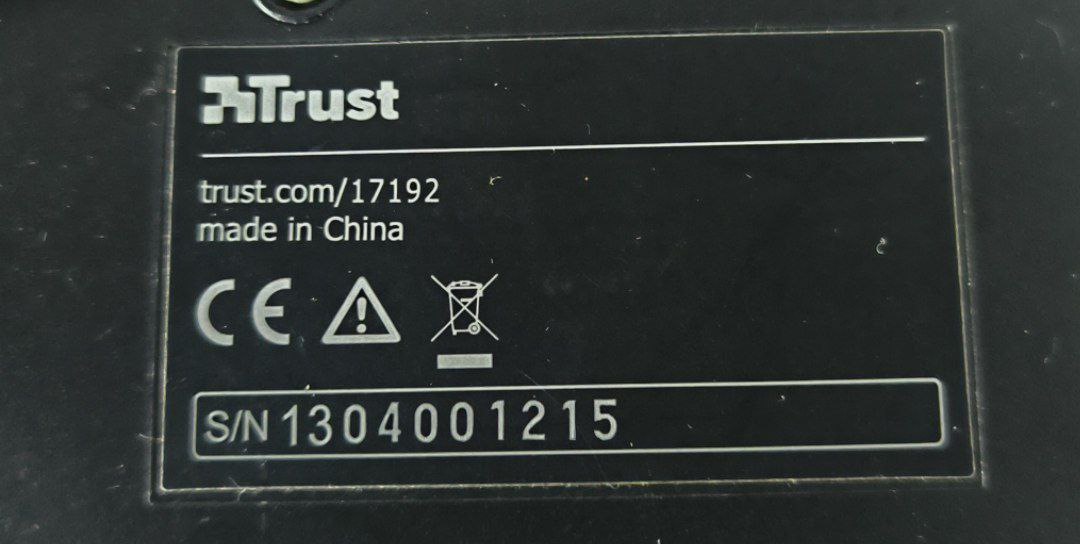 Trust
trust.com/17192
made in China
CE
S/N 1304001215